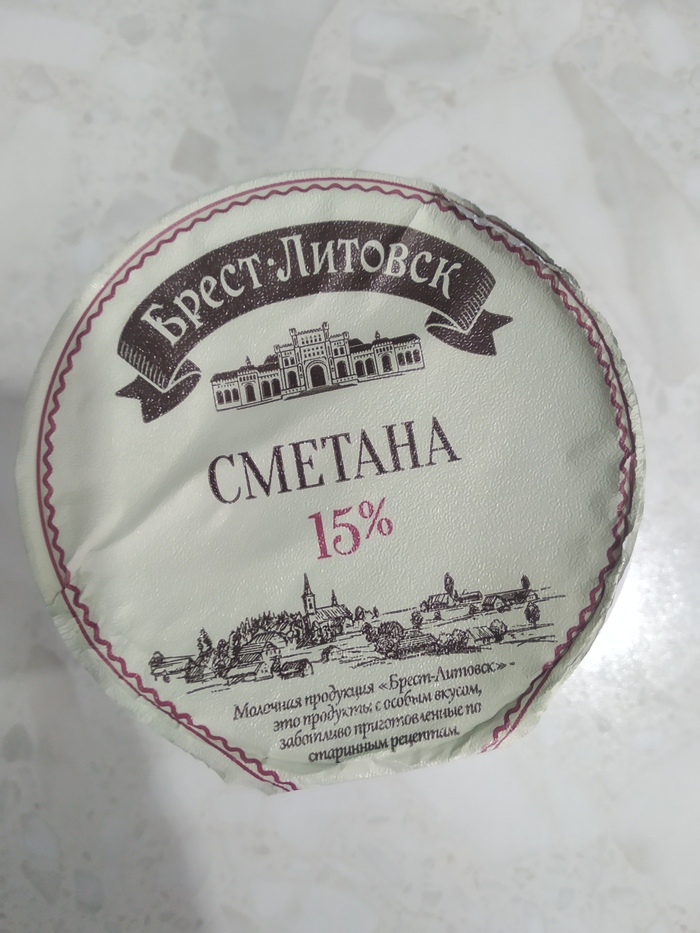 Брест-Литовск
СМЕТАНА
15%
Молочная продукция «Брест-Литовск» -
это продукты с особым вкусом,
заботливо приготовленные по
старинным рецептам.